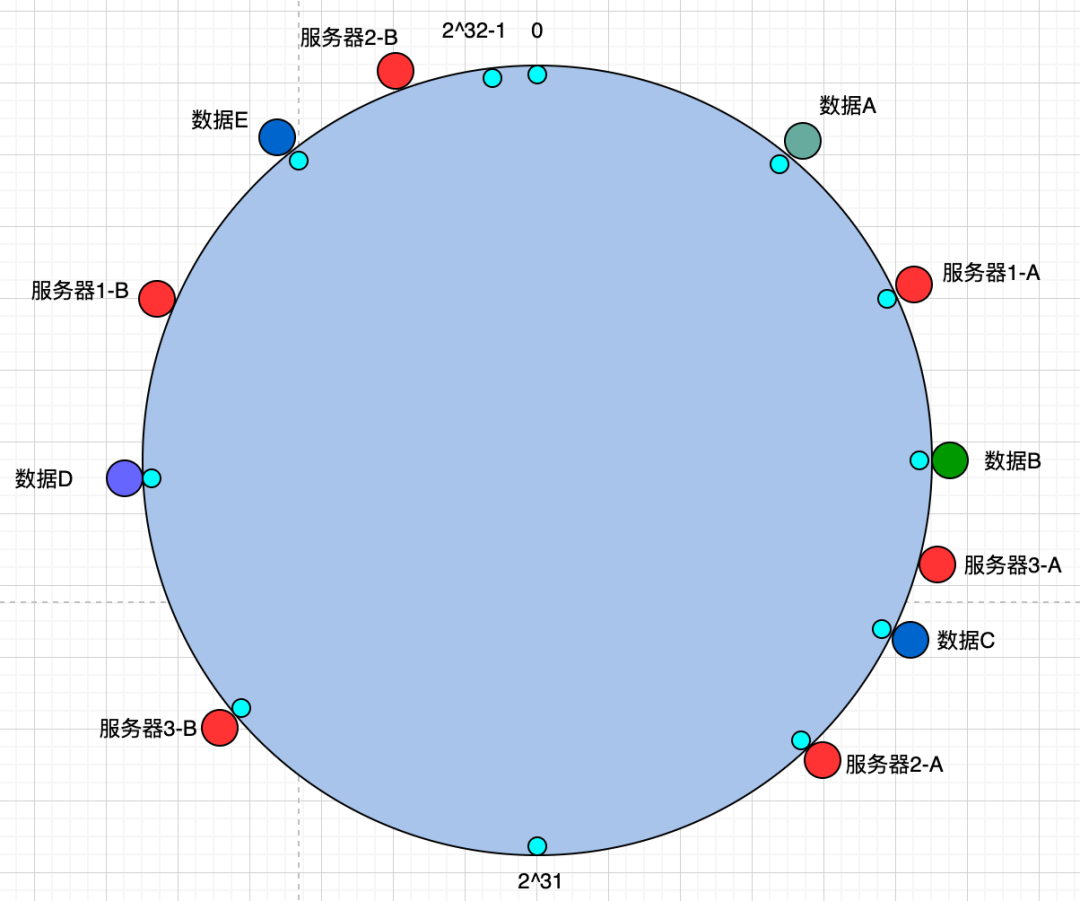 2^32-1
0
服务器2-B
数据A
数据E
服务器1-A
服务器1-B
数据B
数据D
服务器3-A
数据C
服务器3-B
服务器2-A
2^31